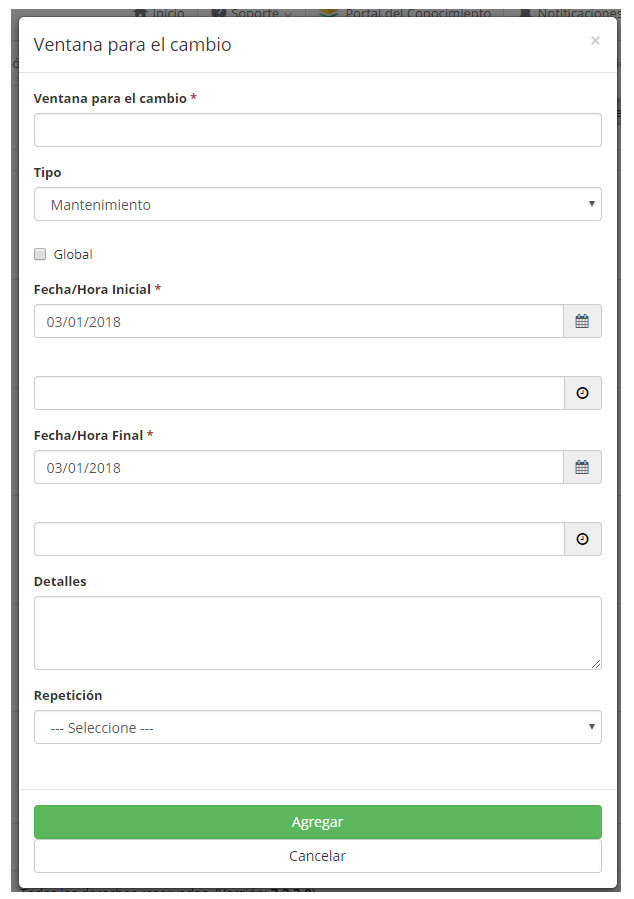 Inicio Soporte Portal del Conocimiento Notificaciones
Ventana para el cambio ×
Ventana para el cambio *
Tipo
Mantenimiento
Global
Fecha/Hora Inicial *
03/01/2018
Fecha/Hora Final *
03/01/2018
Detalles
Repetición
--- Seleccione ---
Agregar
Cancelar